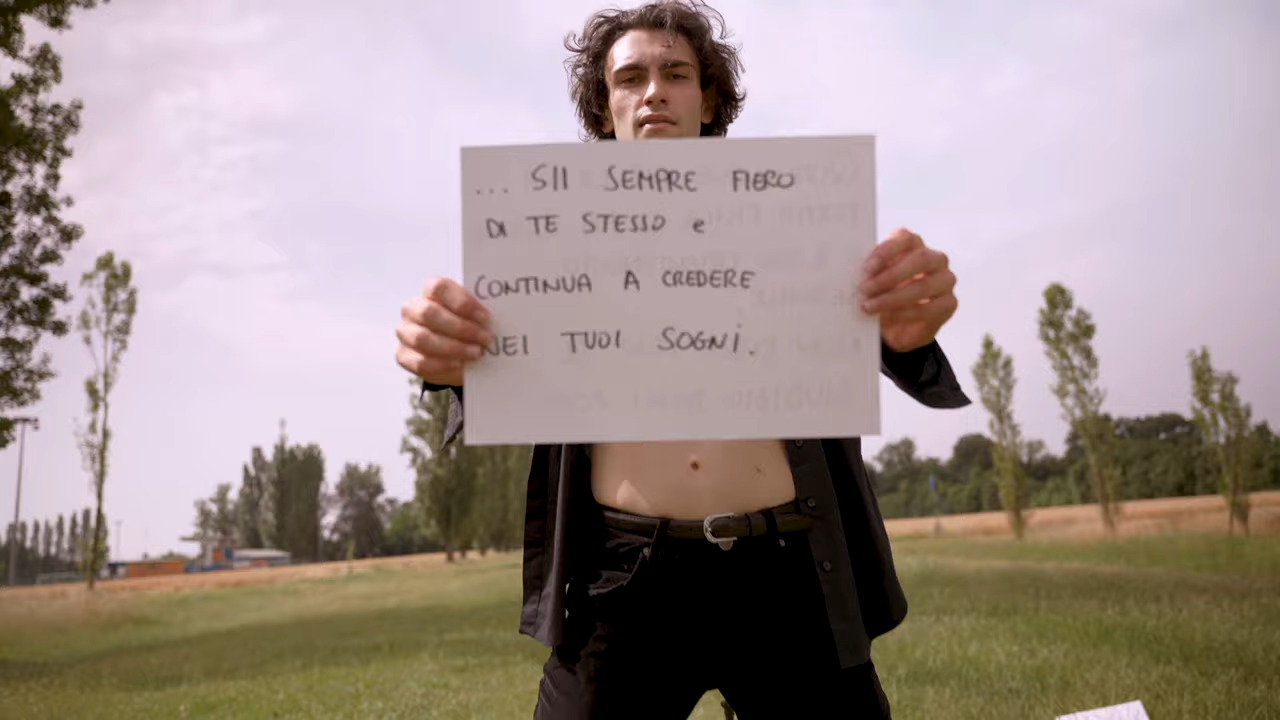 ... SII SEMPRE FIERO
DI TE STESSO e
CONTINUA A CREDERE
NEI TUOI SOGNI.